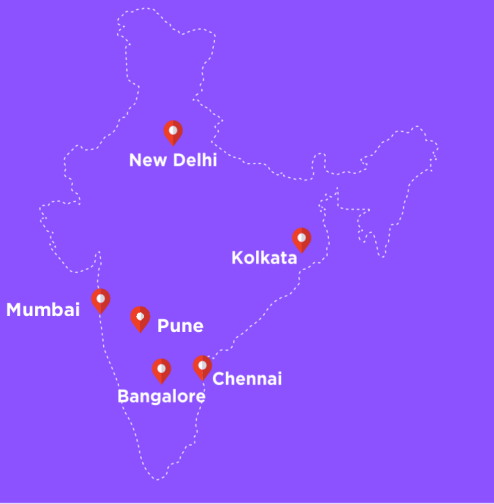 New Delhi
Kolkata
Mumbai
Pune
Chennai
Bangalore